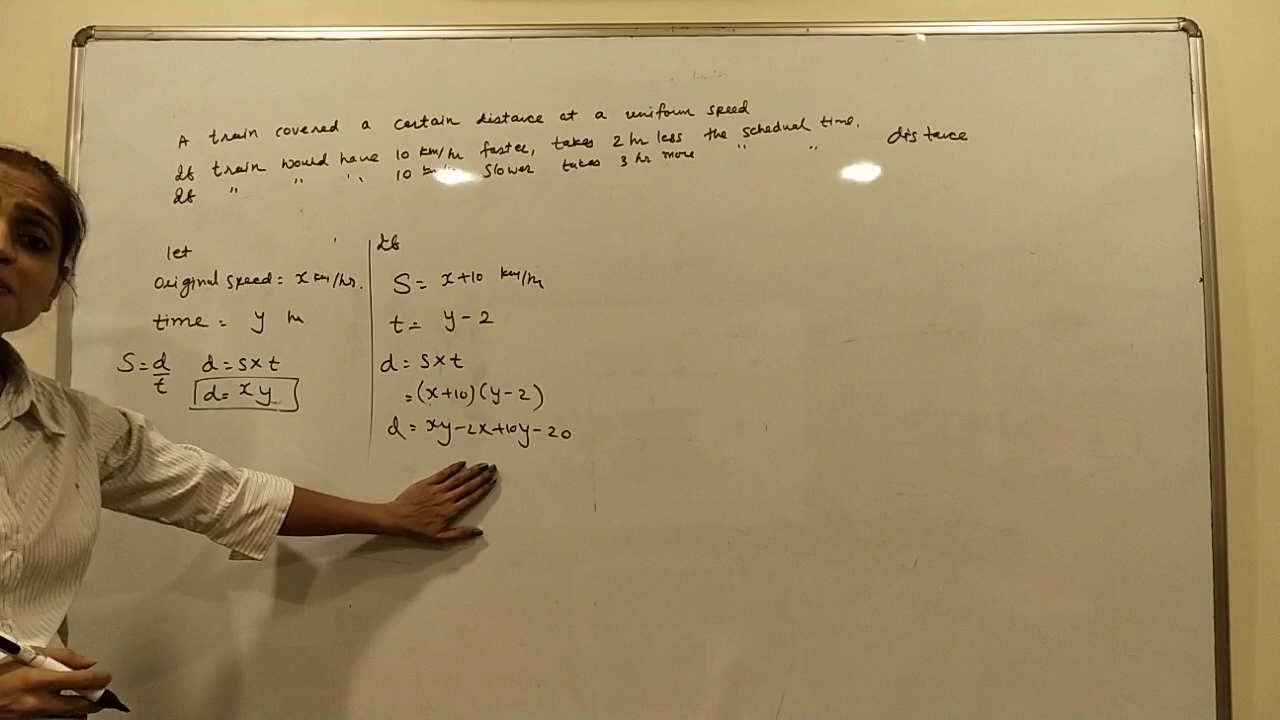 A train covered a certain distance at a uniform speed
If train would have 10 km/hr faster, takes 2 hr less the schedual time. distance
If " " " 10 slower takes 3 hr more " "
let
original speed = x km/hr.
time = y hr
S = d/t d = s x t
d = x y
If
S = x+10 km/hr
t = y - 2
d = s x t
= (x+10) (y-2)
d = xy - 2x + 10y - 20